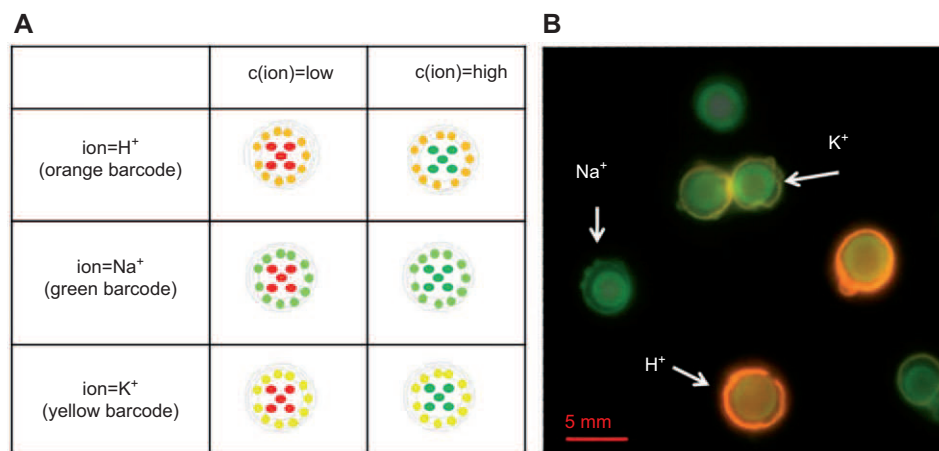 A
c(ion)=low
c(ion)=high
ion=H⁺
(orange barcode)
ion=Na⁺
(green barcode)
ion=K⁺
(yellow barcode)
B
K⁺
Na⁺
H⁺
5 mm